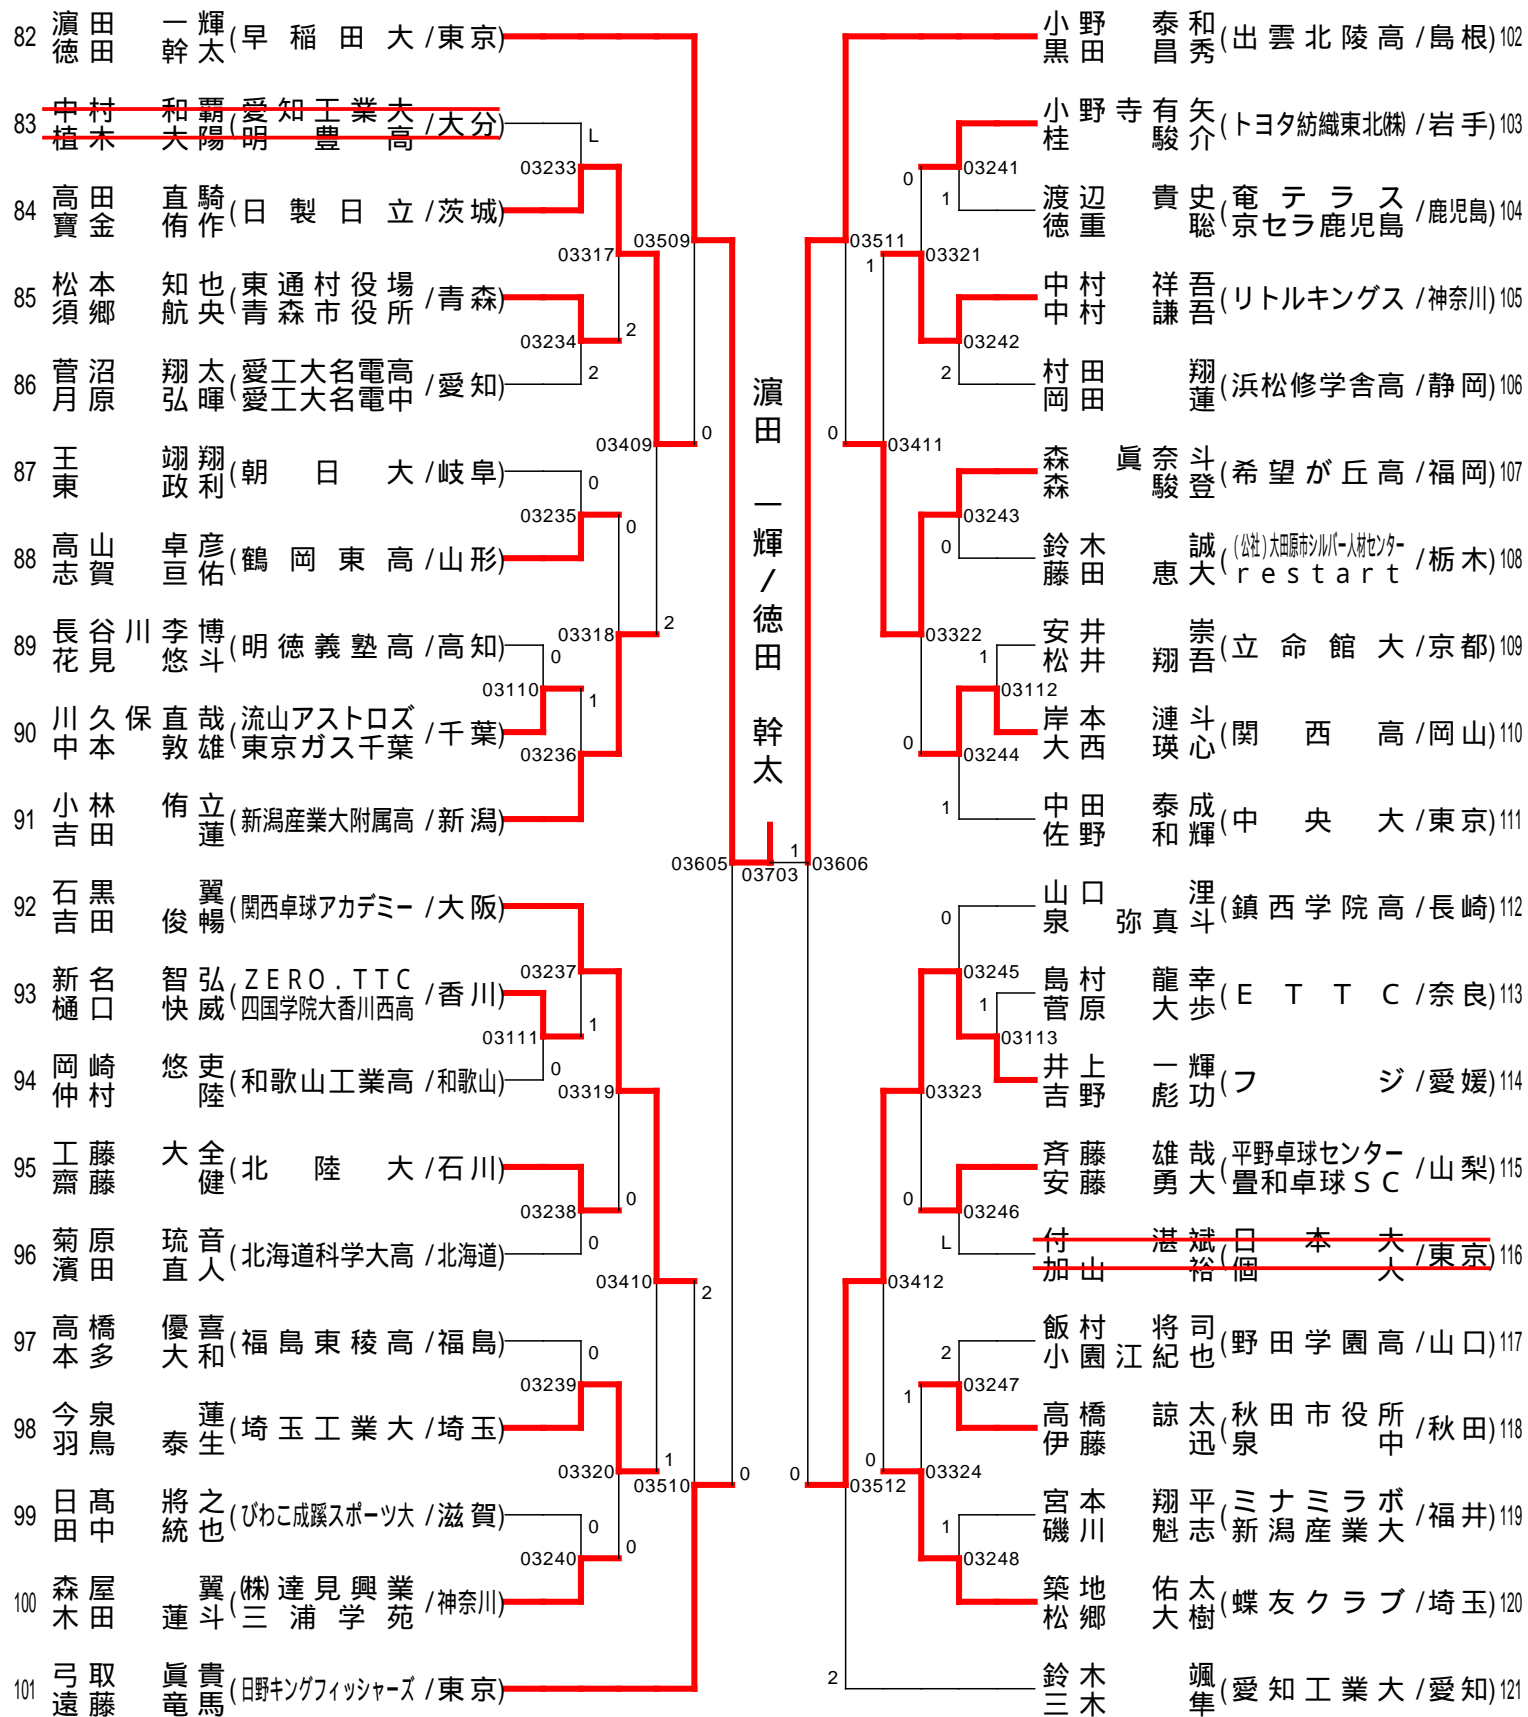 82 濵田 一輝 (早稲田大/東京)
徳田 幹太
83 中村 和覇 (愛知工業大/大分)
植木 大陽 明豊高
84 高田 直騎 (日製日立/茨城)
寶金 侑作
85 松本 知也 (東通村役場/青森)
須郷 航央 青森市役所
86 菅沼 翔太 (愛工大名電高/愛知)
月原 弘暉 愛工大名電中
87 王 翊翔 (朝日大/岐阜)
東 政利
88 高山 卓彦 (鶴岡東高/山形)
志賀 亘佑
89 長谷川李博 (明徳義塾高/高知)
花見 悠斗
90 川久保直哉 (流山アストロズ/千葉)
中本 敦雄 東京ガス千葉
91 小林 侑立 (新潟産業大附属高/新潟)
吉田 蓮
92 石黒 翼 (関西卓球アカデミー/大阪)
吉田 俊暢
93 新名 智弘 (ZERO.TTC/香川)
樋口 快威 四国学院大香川西高
94 岡崎 悠吏 (和歌山工業高/和歌山)
仲村 陸
95 工藤 大全 (北陸大/石川)
齋藤 健
96 菊原 琉音 (北海道科学大高/北海道)
濱田 直人
97 高橋 優喜 (福島東稜高/福島)
本多 大和
98 今泉 蓮 (埼玉工業大/埼玉)
羽鳥 泰生
99 日髙 將之 (びわこ成蹊スポーツ大/滋賀)
田中 統也
100 森屋 翼 (㈱達見興業/神奈川)
木田 蓮斗 三浦学苑
101 弓取 眞貴 (日野キングフィッシャーズ/東京)
遠藤 竜馬
L
03233
03317
03509
03234
2
2
03409
0
0
03235
0
03318
2
0
03110
1
03236
03237
03111
1
0
03319
03238
0
0
03410
2
0
03239
03320
1
03510
0
0
03240
0
濵田 一輝/徳田 幹太
03605
1
03703
03606
小野 泰和 (出雲北陵高/島根) 102
黒田 昌秀
小野寺有矢 (トヨタ紡織東北㈱/岩手) 103
桂 駿介
渡辺 貴史 (竜テラス/鹿児島) 104
徳重 聡 京セラ鹿児島
中村 祥吾 (リトルキングス/神奈川) 105
中村 謙吾
村田 翔 (浜松修学舎高/静岡) 106
岡田 蓮
森 眞奈斗 (希望が丘高/福岡) 107
森 駿登
鈴木 誠 ((公社)大田原市シルバー人材センター/栃木) 108
藤田 恵大 restart
安井 崇 (立命館大/京都) 109
松井 翔吾
岸本 漣斗 (関西高/岡山) 110
大西 瑛心
中田 泰成 (中央大/東京) 111
佐野 和輝
山口 浬 (鎮西学院高/長崎) 112
泉 弥真斗
島村 龍幸 (ETTC/奈良) 113
菅原 大歩
井上 一輝 (フジ/愛媛) 114
吉野 彪功
斉藤 雄哉 (平野卓球センター/山梨) 115
安藤 勇大 畳和卓球SC
付 湛斌 (日本大/東京) 116
加山 裕 個人
飯村 将司 (野田学園高/山口) 117
小園江紀也
高橋 諒太 (秋田市役所/秋田) 118
伊藤 迅 泉中
宮本 翔平 (ミナミラボ/福井) 119
磯川 魁志 新潟産業大
築地 佑太 (蝶友クラブ/埼玉) 120
松郷 大樹
鈴木 颯 (愛知工業大/愛知) 121
三木 隼
03241
0
1
03511
03321
1
03242
2
0
03411
03243
0
03322
1
03112
0
03244
1
0
03245
1
03113
03323
0
03246
L
03412
2
03247
1
0
03324
0
03512
1
03248
2